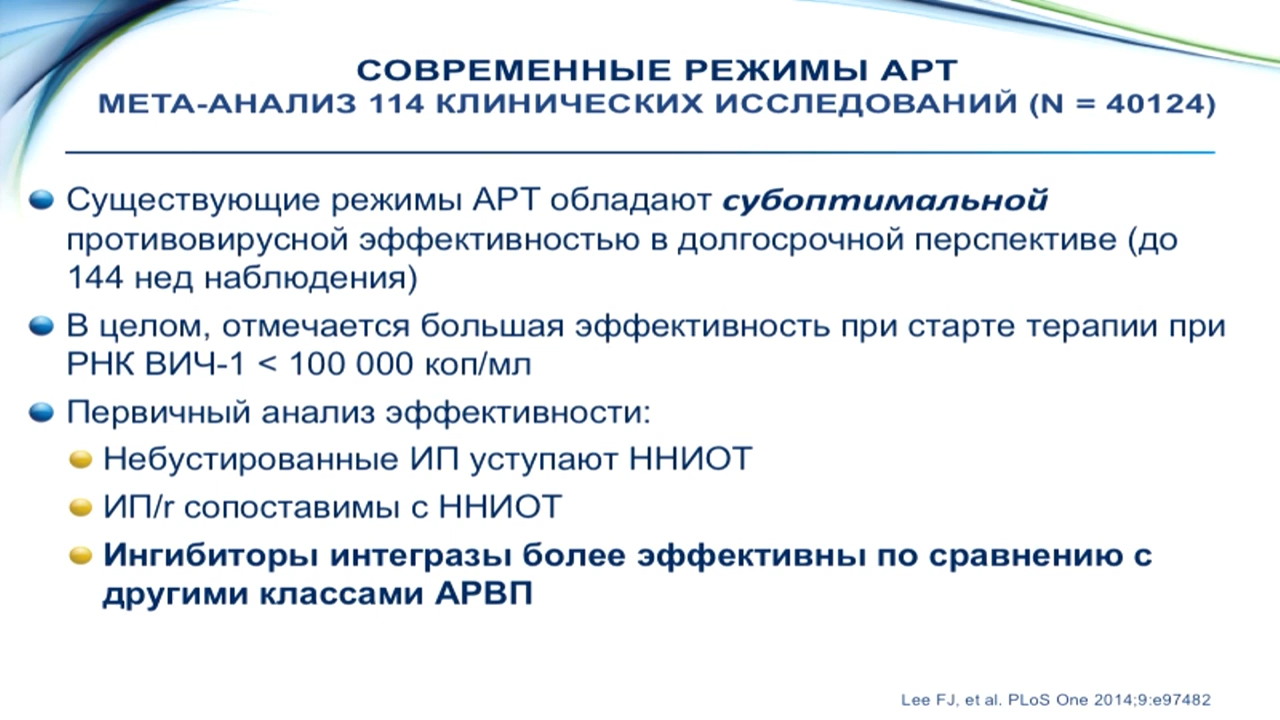 СОВРЕМЕННЫЕ РЕЖИМЫ АРТ
МЕТА-АНАЛИЗ 114 КЛИНИЧЕСКИХ ИССЛЕДОВАНИЙ (N = 40124)
Существующие режимы АРТ обладают субоптимальной
противовирусной эффективностью в долгосрочной перспективе (до
144 нед наблюдения)
В целом, отмечается большая эффективность при старте терапии при
РНК ВИЧ-1 < 100 000 коп/мл
Первичный анализ эффективности:
Небустированные ИП уступают ННИОТ
ИП/r сопоставимы с ННИОТ
Ингибиторы интегразы более эффективны по сравнению с
другими классами АРВП
Lee FJ, et al. PLoS One 2014;9:e97482